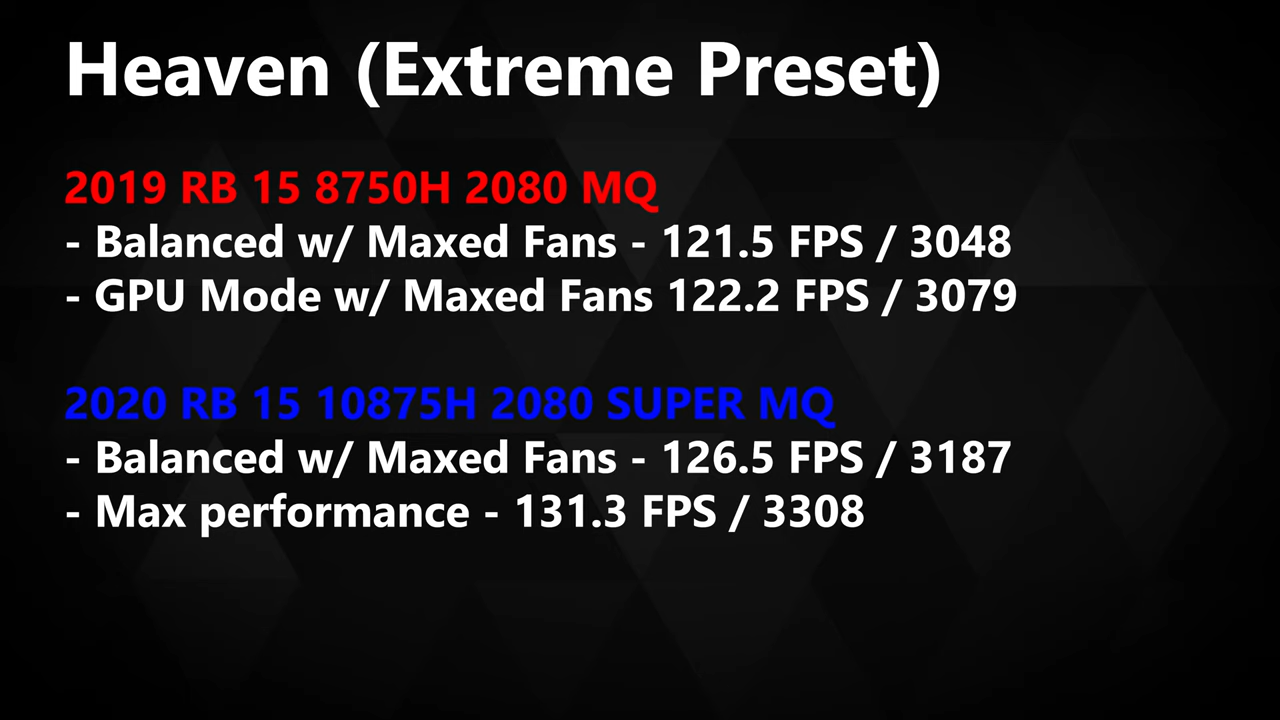 Heaven (Extreme Preset)
2019 RB 15 8750H 2080 MQ
- Balanced w/ Maxed Fans - 121.5 FPS / 3048
- GPU Mode w/ Maxed Fans 122.2 FPS / 3079
2020 RB 15 10875H 2080 SUPER MQ
- Balanced w/ Maxed Fans - 126.5 FPS / 3187
- Max performance - 131.3 FPS / 3308